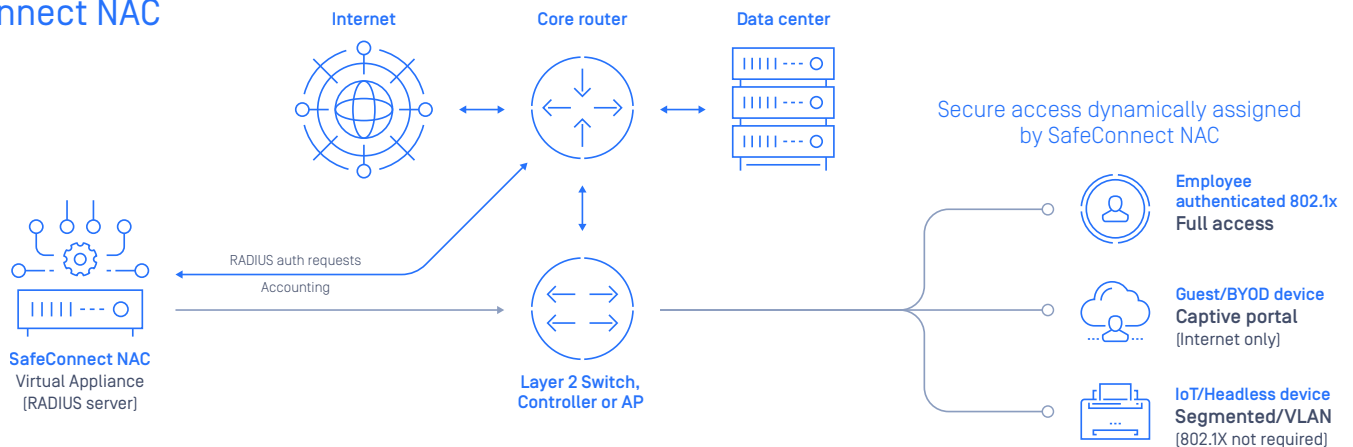 nnect NAC
Internet
Core router
Data center
Secure access dynamically assigned
by SafeConnect NAC
Employee
authenticated 802.1x
Full access
RADIUS auth requests
Accounting
Guest/BYOD device
Captive portal
(Internet only)
SafeConnect NAC
Virtual Appliance
(RADIUS server)
Layer 2 Switch,
Controller or AP
IoT/Headless device
Segmented/VLAN
(802.1X not required)